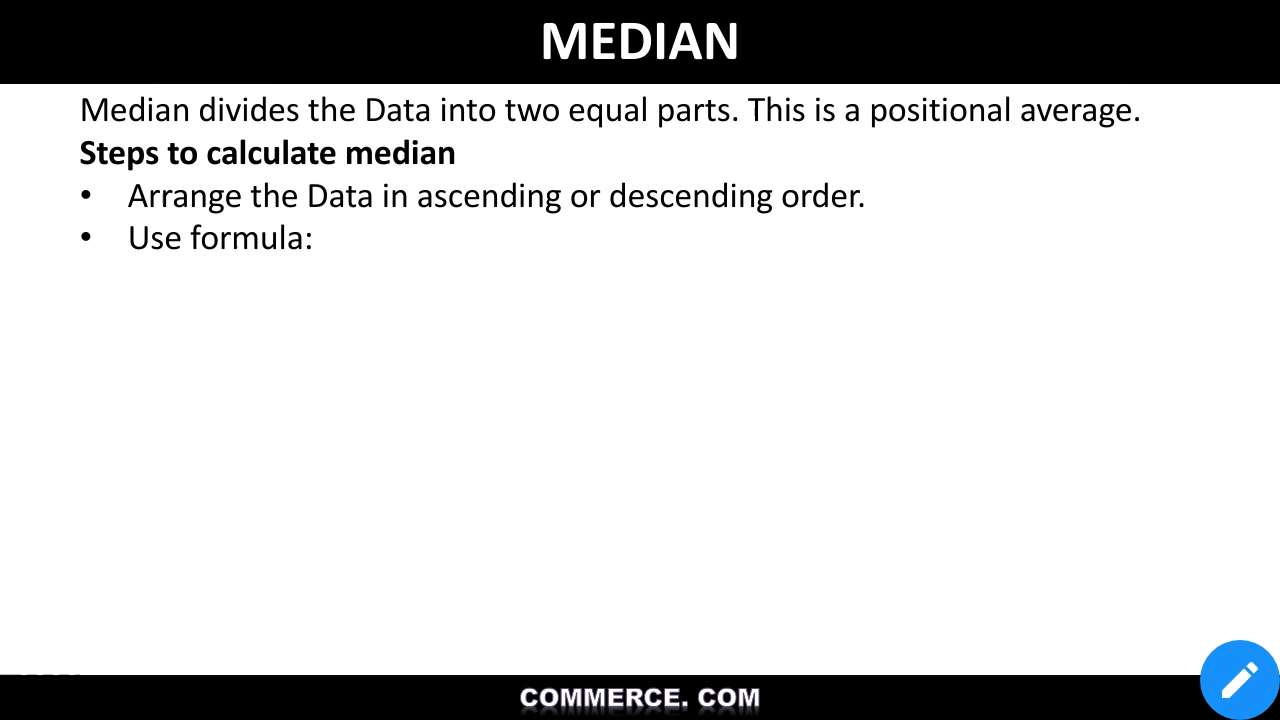 MEDIAN
Median divides the Data into two equal parts. This is a positional average.
Steps to calculate median
• Arrange the Data in ascending or descending order.
• Use formula:
COMMERCE. COM